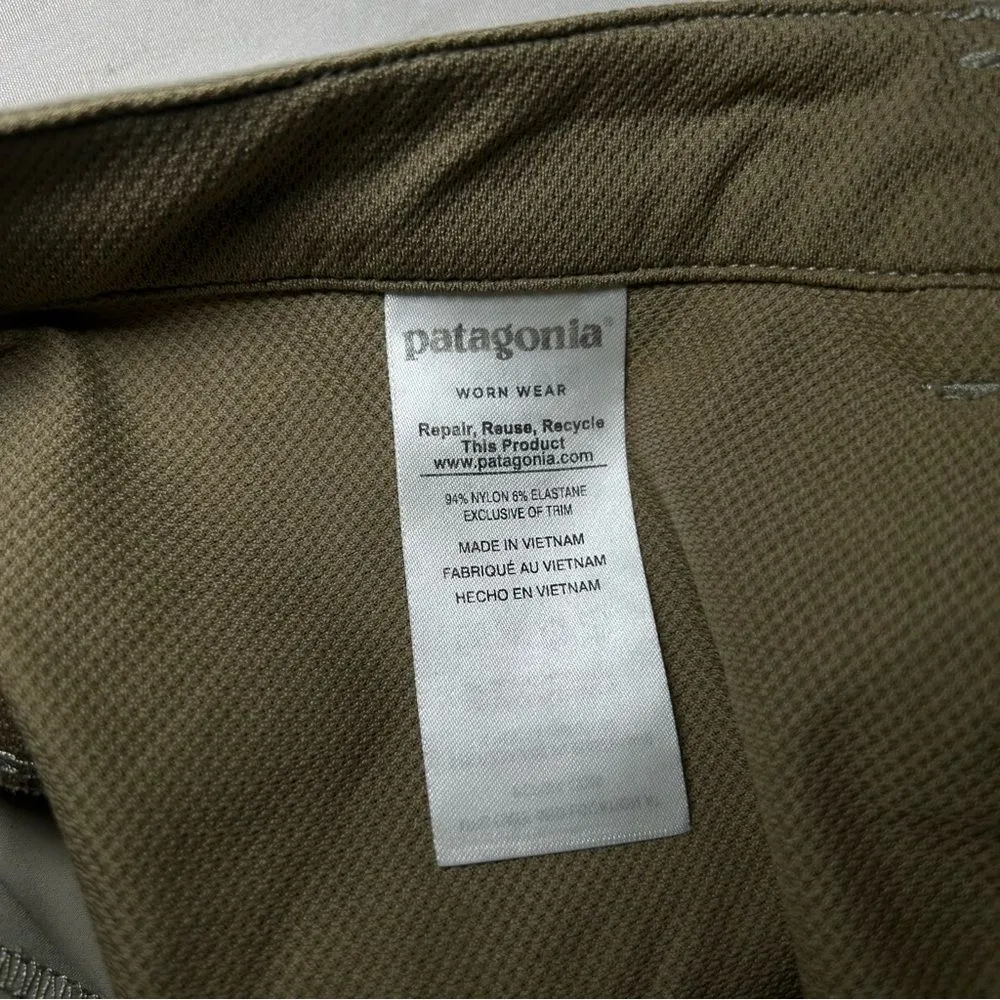 patagonia®
WORN WEAR
Repair, Reuse, Recycle
This Product
www.patagonia.com
94% NYLON 6% ELASTANE
EXCLUSIVE OF TRIM
MADE IN VIETNAM
FABRIQUÉ AU VIETNAM
HECHO EN VIETNAM